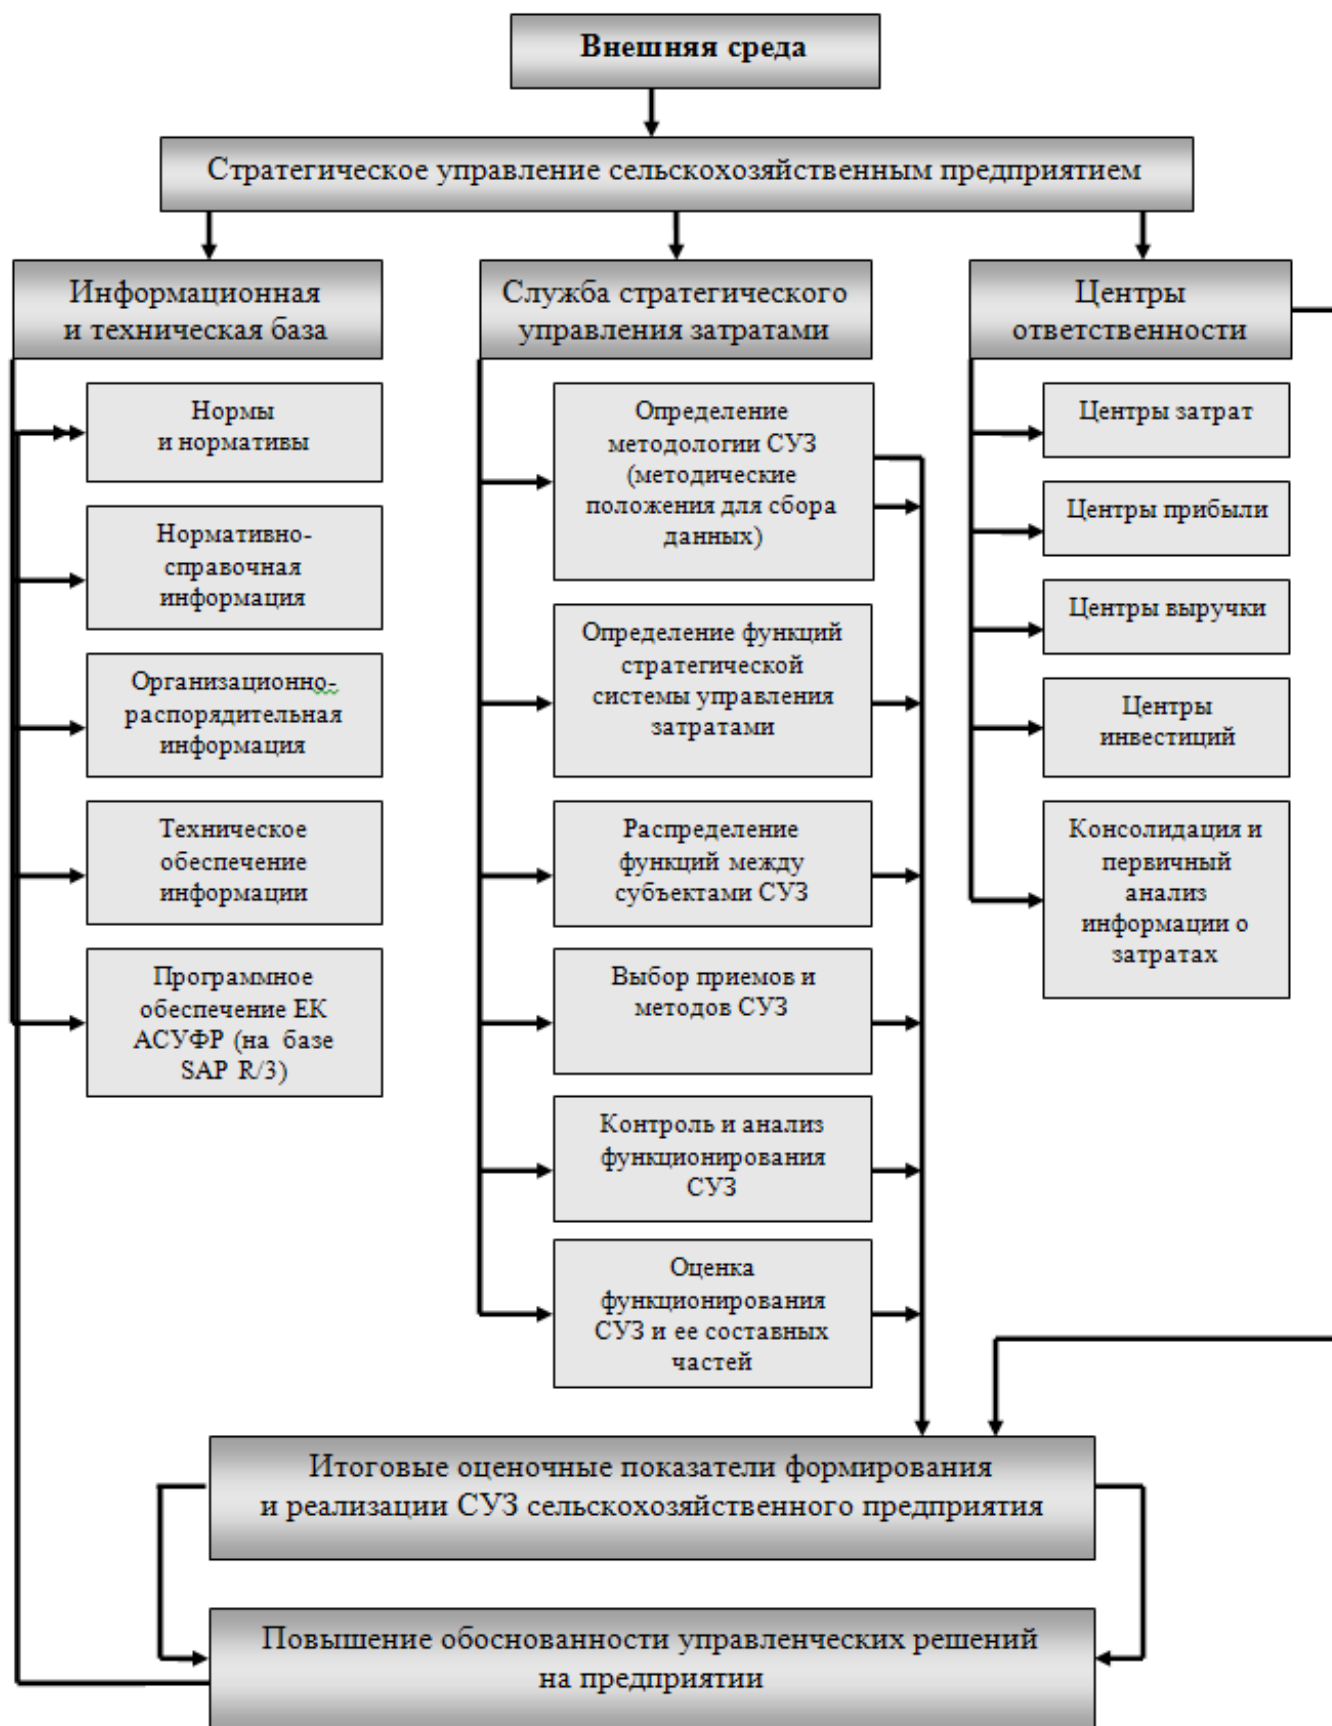 Внешняя среда
Стратегическое управление сельскохозяйственным предприятием
Информационная
и техническая база
Нормы
и нормативы
Нормативно-
справочная
информация
Организационно-
распорядительная
информация
Техническое
обеспечение
информации
Программное
обеспечение ЕК
АСУФР (на базе
SAP R/3)
Служба стратегического
управления затратами
Определение
методологии СУЗ
(методические
положения для сбора
данных)
Определение функций
стратегической
системы управления
затратами
Распределение
функций между
субъектами СУЗ
Выбор приемов и
методов СУЗ
Контроль и анализ
функционирования
СУЗ
Оценка
функционирования
СУЗ и ее составных
частей
Центры
ответственности
Центры затрат
Центры прибыли
Центры выручки
Центры
инвестиций
Консолидация и
первичный
анализ
информации о
затратах
Итоговые оценочные показатели формирования
и реализации СУЗ сельскохозяйственного предприятия
Повышение обоснованности управленческих решений
на предприятии